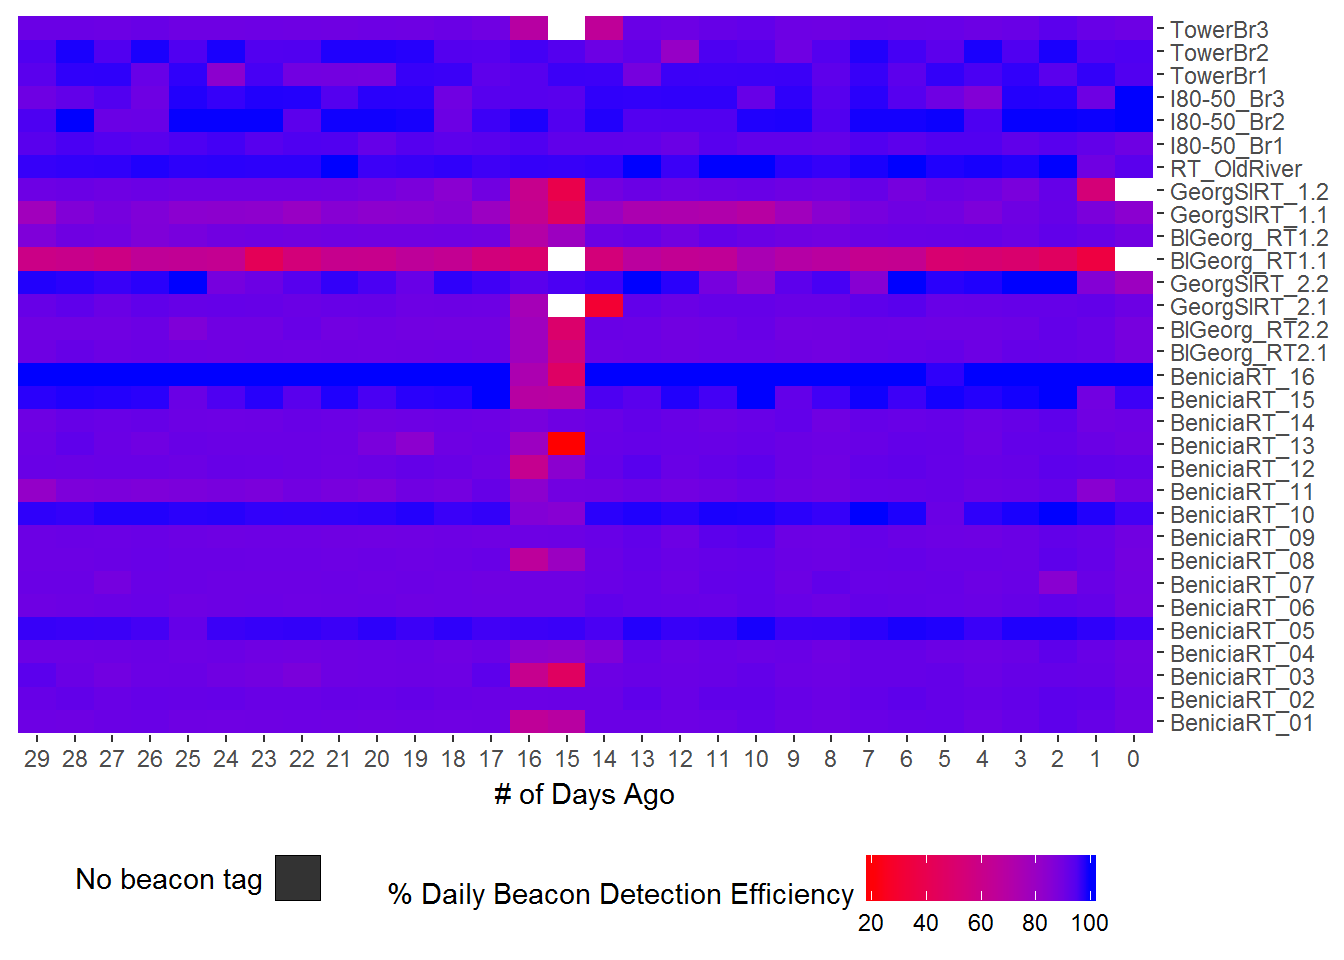 TowerBr3
TowerBr2
TowerBr1
I80-50_Br3
I80-50_Br2
I80-50_Br1
RT_OldRiver
GeorgSlRT_1.2
GeorgSlRT_1.1
BlGeorg_RT1.2
BlGeorg_RT1.1
GeorgSlRT_2.2
GeorgSlRT_2.1
BlGeorg_RT2.2
BlGeorg_RT2.1
BeniciaRT_16
BeniciaRT_15
BeniciaRT_14
BeniciaRT_13
BeniciaRT_12
BeniciaRT_11
BeniciaRT_10
BeniciaRT_09
BeniciaRT_08
BeniciaRT_07
BeniciaRT_06
BeniciaRT_05
BeniciaRT_04
BeniciaRT_03
BeniciaRT_02
BeniciaRT_01
29 28 27 26 25 24 23 22 21 20 19 18 17 16 15 14 13 12 11 10 9 8 7 6 5 4 3 2 1 0
# of Days Ago
No beacon tag
% Daily Beacon Detection Efficiency
20 40 60 80 100